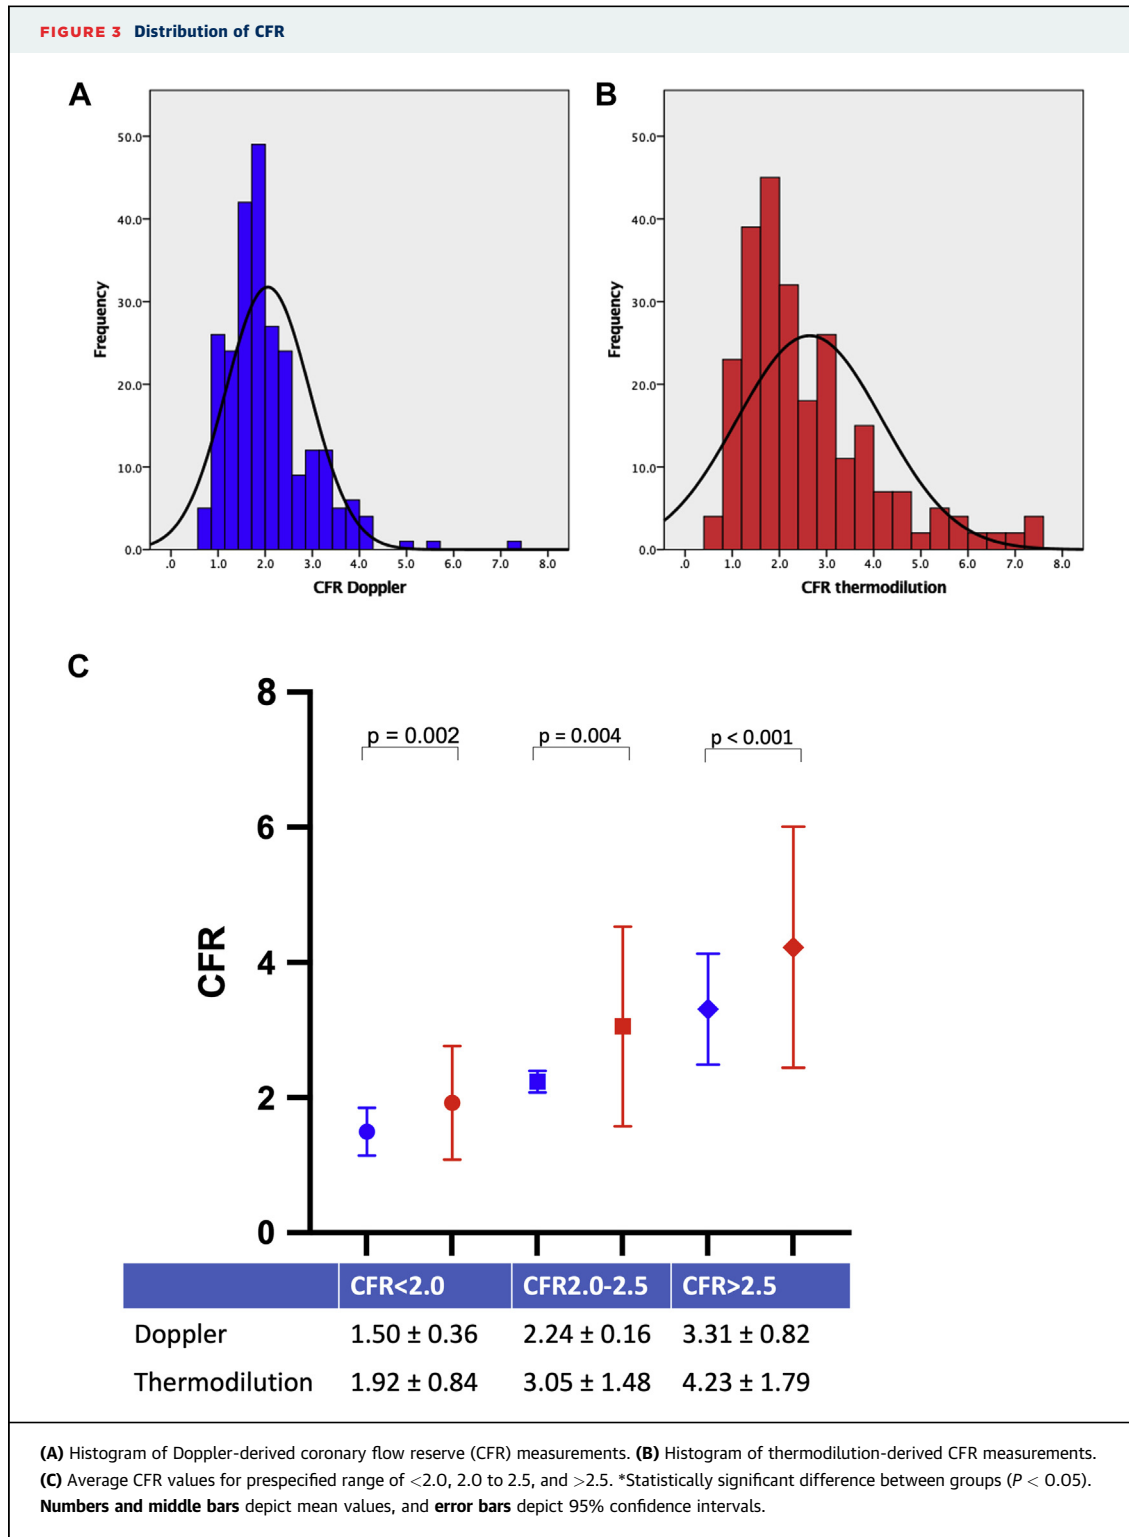 FIGURE 3 Distribution of CFR
A
50.0
40.0
30.0
20.0
10.0
0.0
Frequency
.0 1.0 2.0 3.0 4.0 5.0 6.0 7.0 8.0
CFR Doppler
B
50.0
40.0
30.0
20.0
10.0
0.0
Frequency
.0 1.0 2.0 3.0 4.0 5.0 6.0 7.0 8.0
CFR thermodilution
C
8
6
4
2
0
CFR
p = 0.002 p = 0.004 p < 0.001
CFR<2.0 CFR2.0-2.5 CFR>2.5
Doppler 1.50 ± 0.36 2.24 ± 0.16 3.31 ± 0.82
Thermodilution 1.92 ± 0.84 3.05 ± 1.48 4.23 ± 1.79
(A) Histogram of Doppler-derived coronary flow reserve (CFR) measurements. (B) Histogram of thermodilution-derived CFR measurements.
(C) Average CFR values for prespecified range of <2.0, 2.0 to 2.5, and >2.5. *Statistically significant difference between groups (P < 0.05).
Numbers and middle bars depict mean values, and error bars depict 95% confidence intervals.